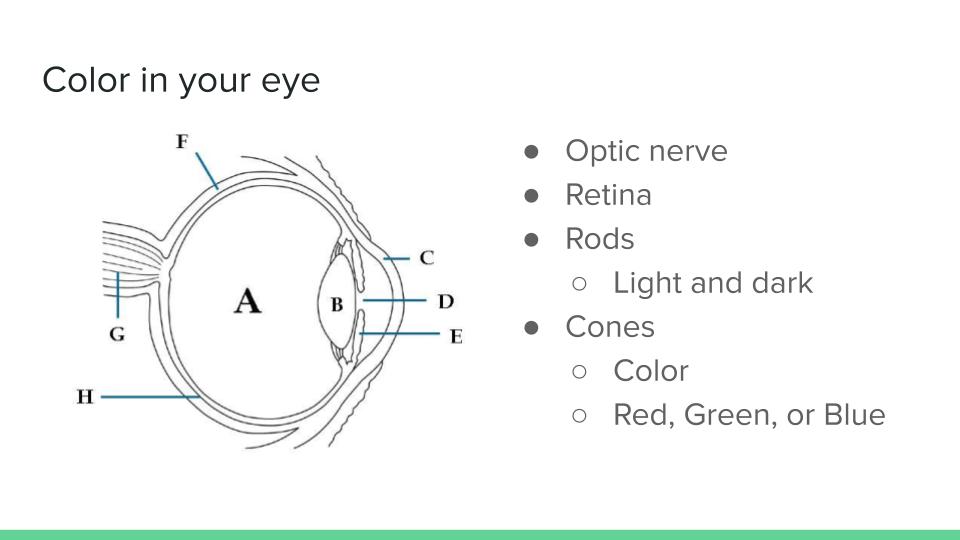 Color in your eye
F
C
A
B
D
G
E
H
● Optic nerve
● Retina
● Rods
○ Light and dark
● Cones
○ Color
○ Red, Green, or Blue